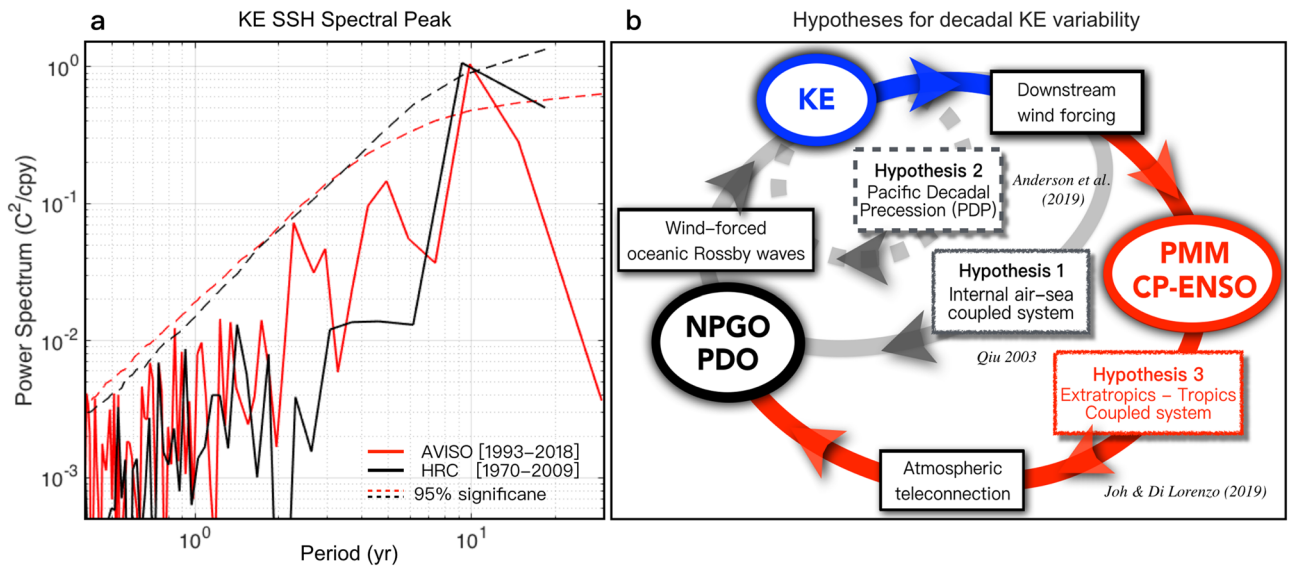 a
KE SSH Spectral Peak
Power Spectrum (C²/cpy)
10⁰
10⁻¹
10⁻²
10⁻³
AVISO [1993–2018]
HRC [1970–2009]
95% significane
10⁰
10¹
Period (yr)
b
Hypotheses for decadal KE variability
KE
Downstream
wind forcing
Hypothesis 2
Pacific Decadal
Precession (PDP)
Anderson et al.
(2019)
Wind–forced
oceanic Rossby waves
PMM
CP-ENSO
Hypothesis 1
Internal air–sea
coupled system
NPGO
PDO
Qiu 2003
Hypothesis 3
Extratropics – Tropics
Coupled system
Atmospheric
teleconnection
Joh & Di Lorenzo (2019)